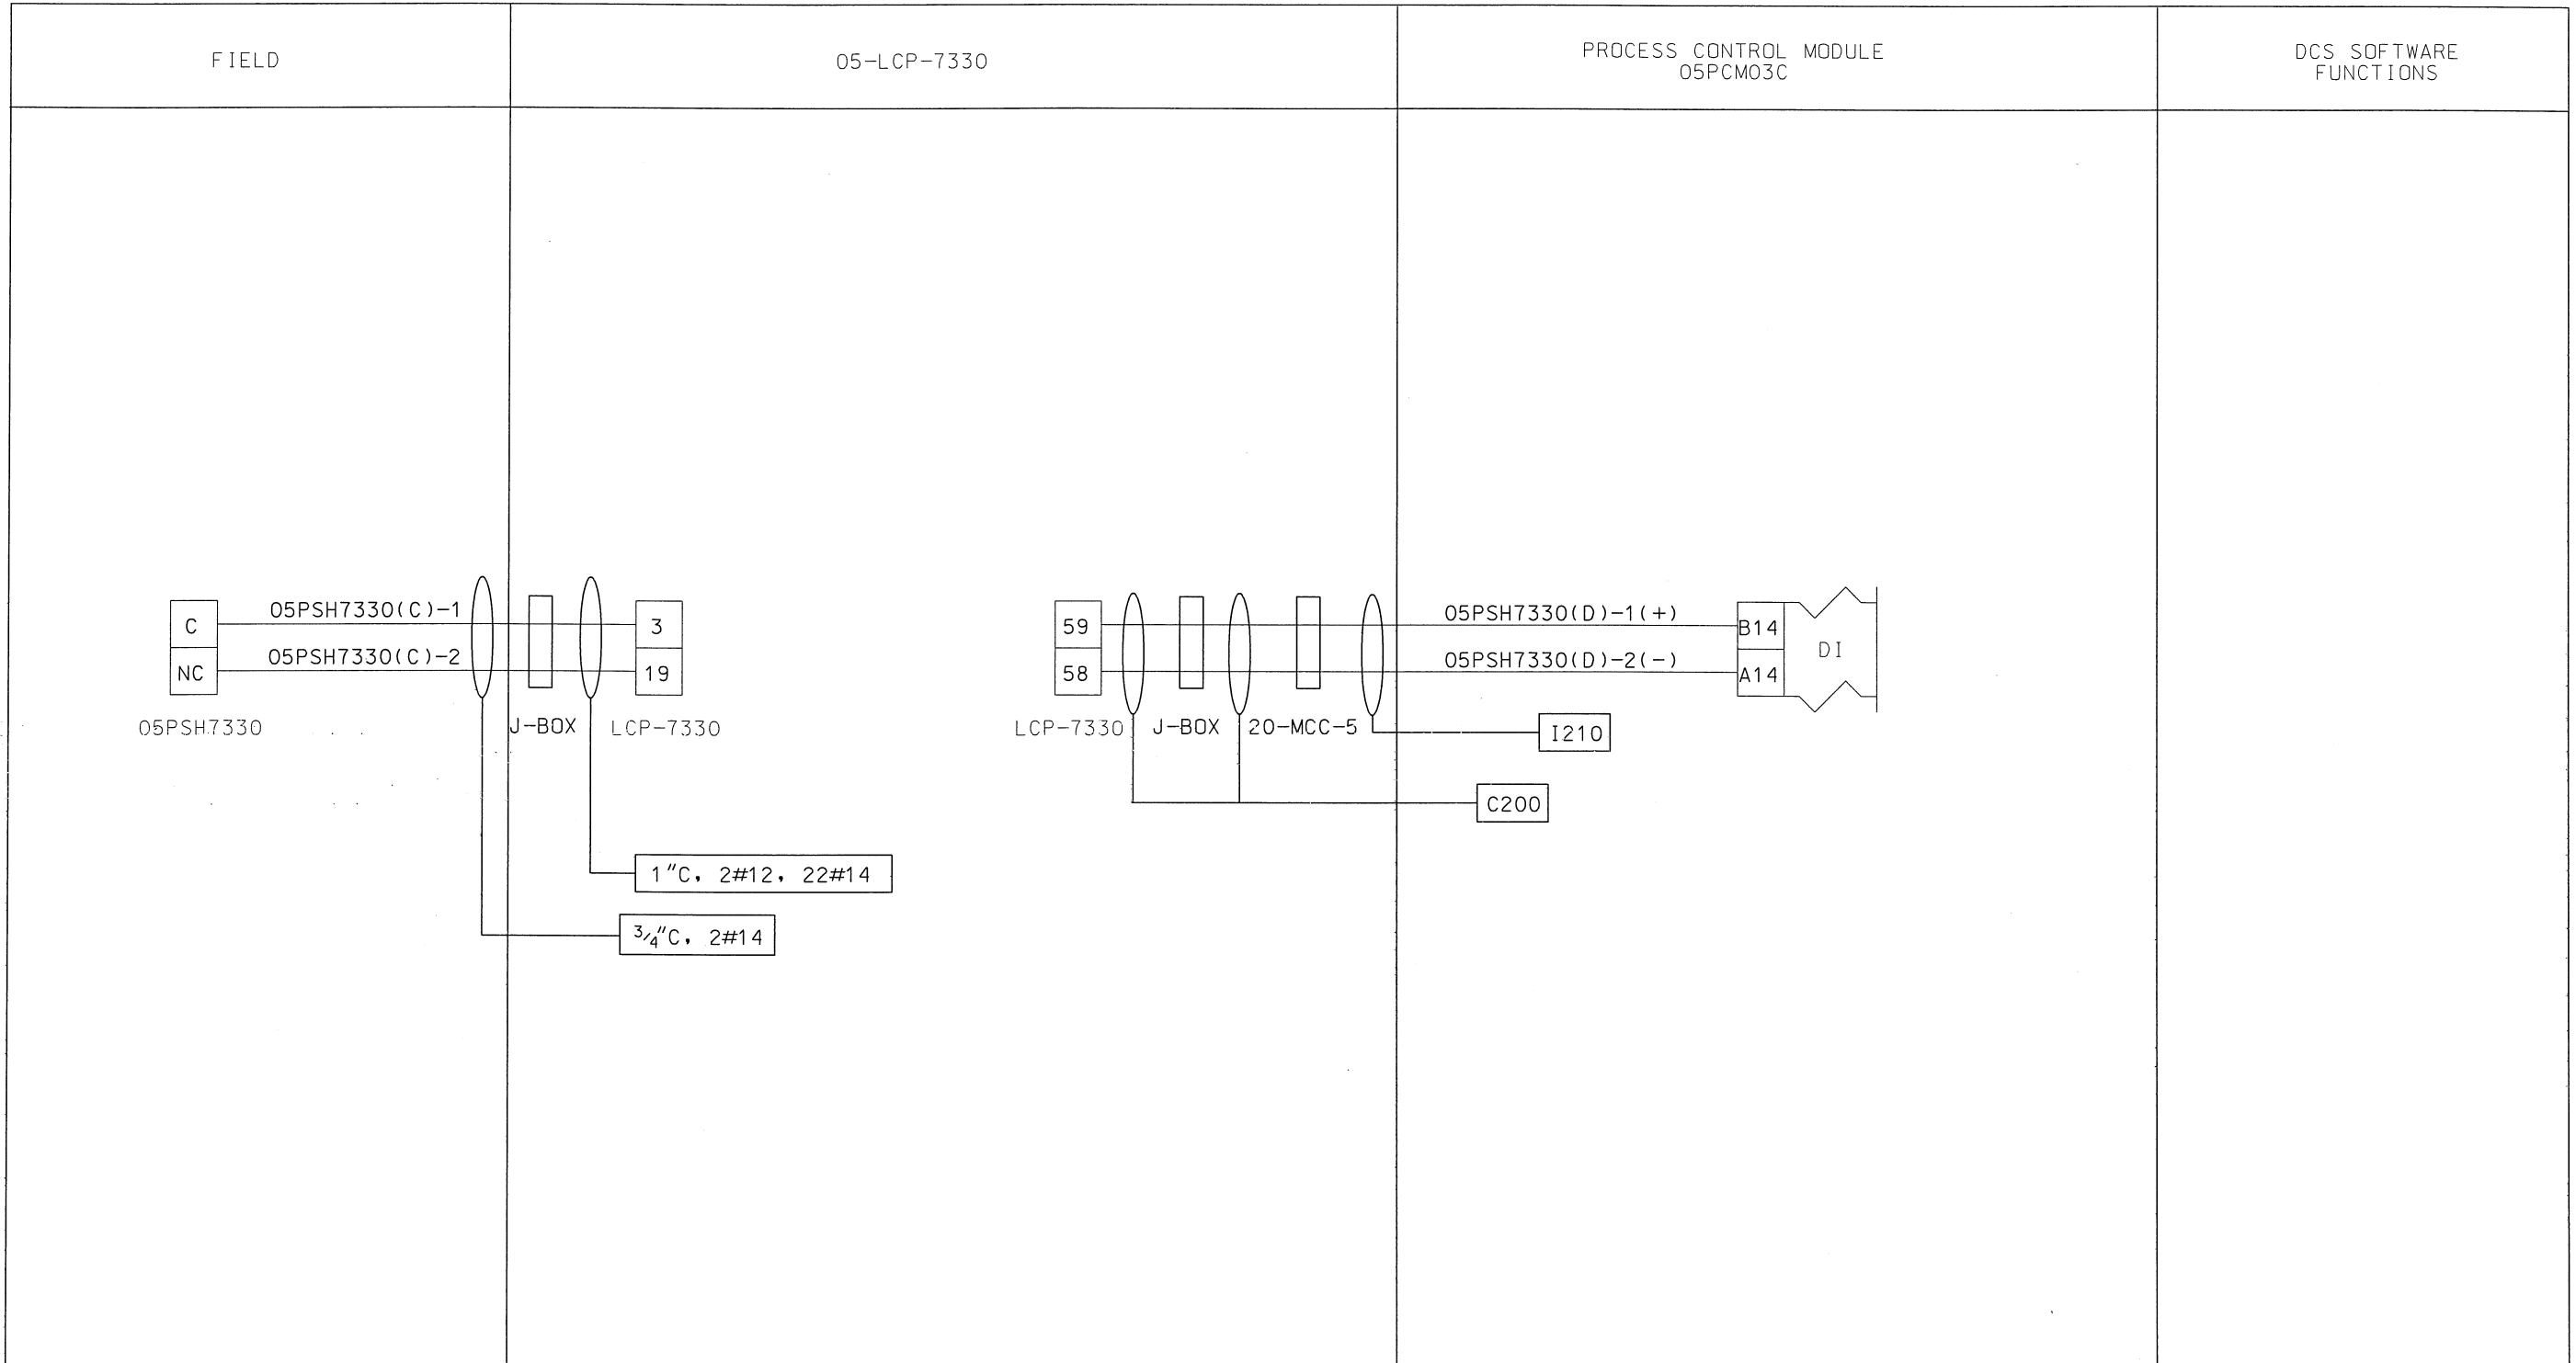 FIELD
05-LCP-7330
PROCESS CONTROL MODULE
05PCM03C
DCS SOFTWARE
FUNCTIONS
C
05PSH7330(C)-1
3
NC
05PSH7330(C)-2
19
05PSH7330
J-BOX
LCP-7330
59
05PSH7330(D)-1(+)
B14
58
05PSH7330(D)-2(-)
A14
DI
LCP-7330
J-BOX
20-MCC-5
I210
C200
1"C, 2#12, 22#14
3/4"C, 2#14